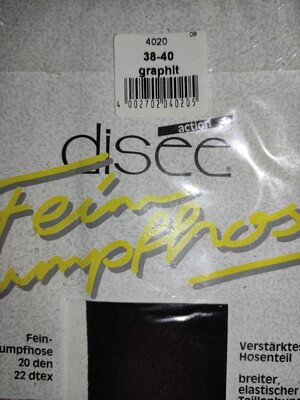 4020
09
38-40
graphit
4 002702 040205
action
disee
Fein
umpfhos
Fein-
umpfhose
20 den
22 dtex
Verstärktes
Hosenteil
breiter,
elastischer